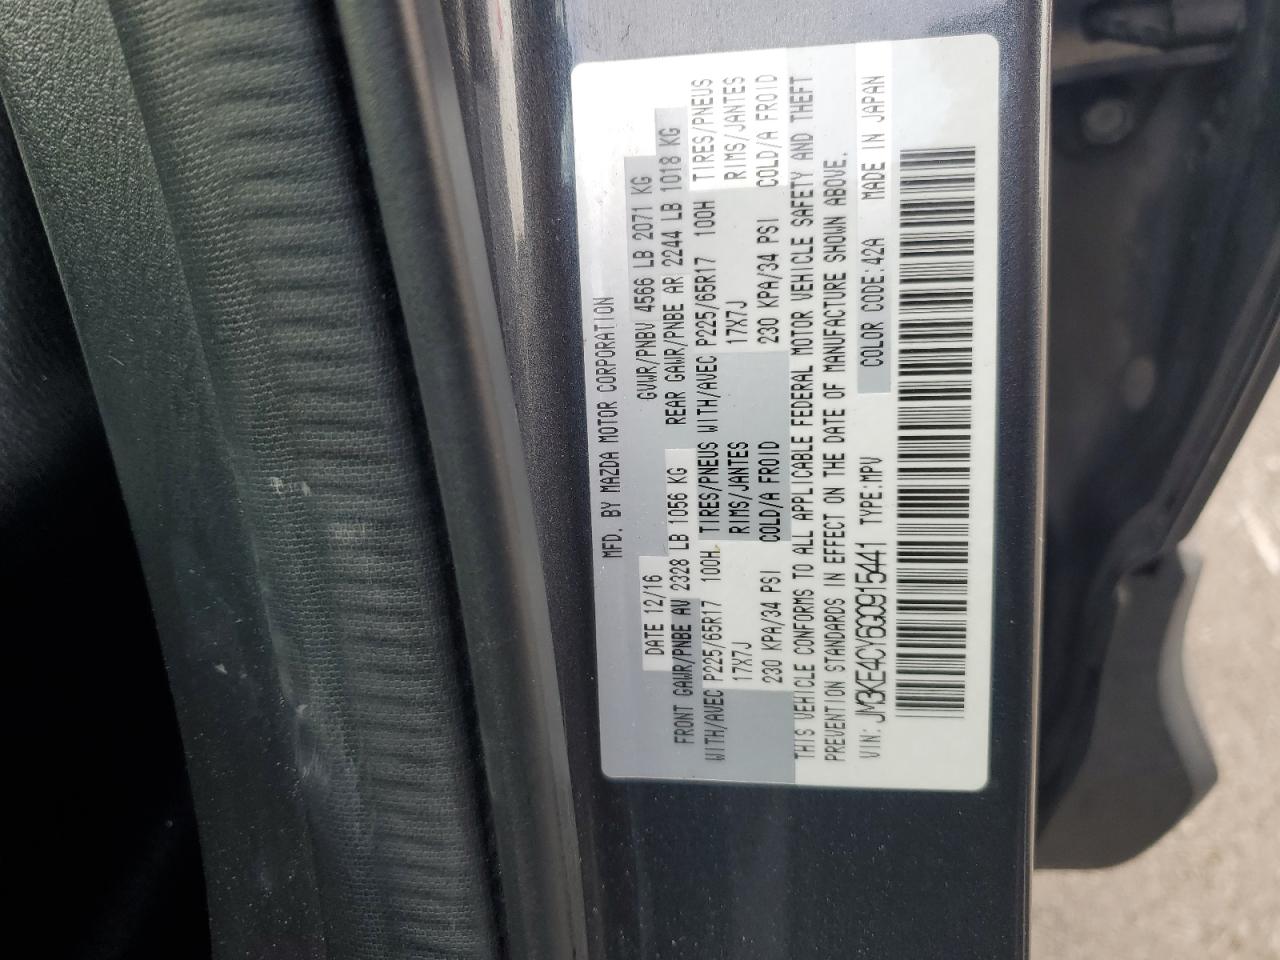 MFD. BY MAZDA MOTOR CORPORATION
DATE 12/16 GVWR/PNBV 4566 LB 2071 KG
FRONT GAWR/PNBE AV 2328 LB 1056 KG REAR GAWR/PNBE AR 2244 LB 1018 KG
WITH/AVEC P225/65R17 100H TIRES/PNEUS WITH/AVEC P225/65R17 100H TIRES/PNEUS
17X7J RIMS/JANTES 17X7J RIMS/JANTES
230 KPA/34 PSI COLD/A FROID 230 KPA/34 PSI COLD/A FROID
THIS VEHICLE CONFORMS TO ALL APPLICABLE FEDERAL MOTOR VEHICLE SAFETY AND THEFT
PREVENTION STANDARDS IN EFFECT ON THE DATE OF MANUFACTURE SHOWN ABOVE.
VIN: JM3KE4CY6G0915441 TYPE:MPV COLOR CODE:42A MADE IN JAPAN